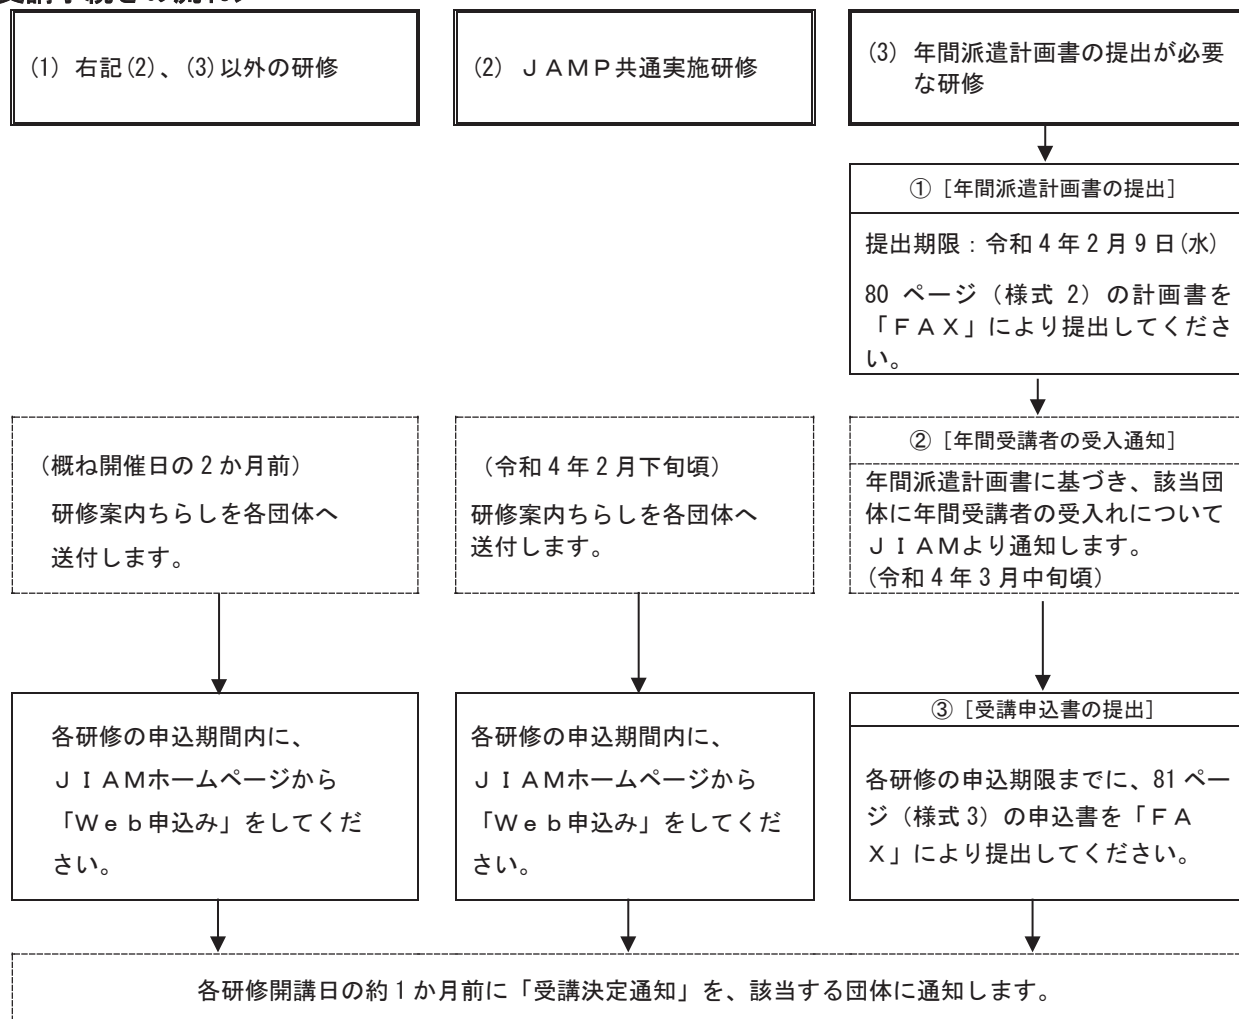 (1) 右記(2)、(3)以外の研修
(2) ＪＡＭＰ共通実施研修
(3) 年間派遣計画書の提出が必要
な研修
① [年間派遣計画書の提出]
提出期限：令和４年２月９日(水)
80 ページ（様式 2）の計画書を
「ＦＡＸ」により提出してくださ
い。
（概ね開催日の２か月前）
研修案内ちらしを各団体へ
送付します。
（令和４年２月下旬頃）
研修案内ちらしを各団体へ
送付します。
② [年間受講者の受入通知]
年間派遣計画書に基づき、該当団
体に年間受講者の受入れについて
ＪＩＡＭより通知します。
(令和４年３月中旬頃）
各研修の申込期間内に、
ＪＩＡＭホームページから
「Ｗｅｂ申込み」をしてくだ
さい。
各研修の申込期間内に、
ＪＩＡＭホームページから
「Ｗｅｂ申込み」をしてくだ
さい。
③ [受講申込書の提出]
各研修の申込期限までに、81 ペー
ジ（様式 3）の申込書を「ＦＡ
Ｘ」により提出してください。
各研修開講日の約１か月前に「受講決定通知」を、該当する団体に通知します。